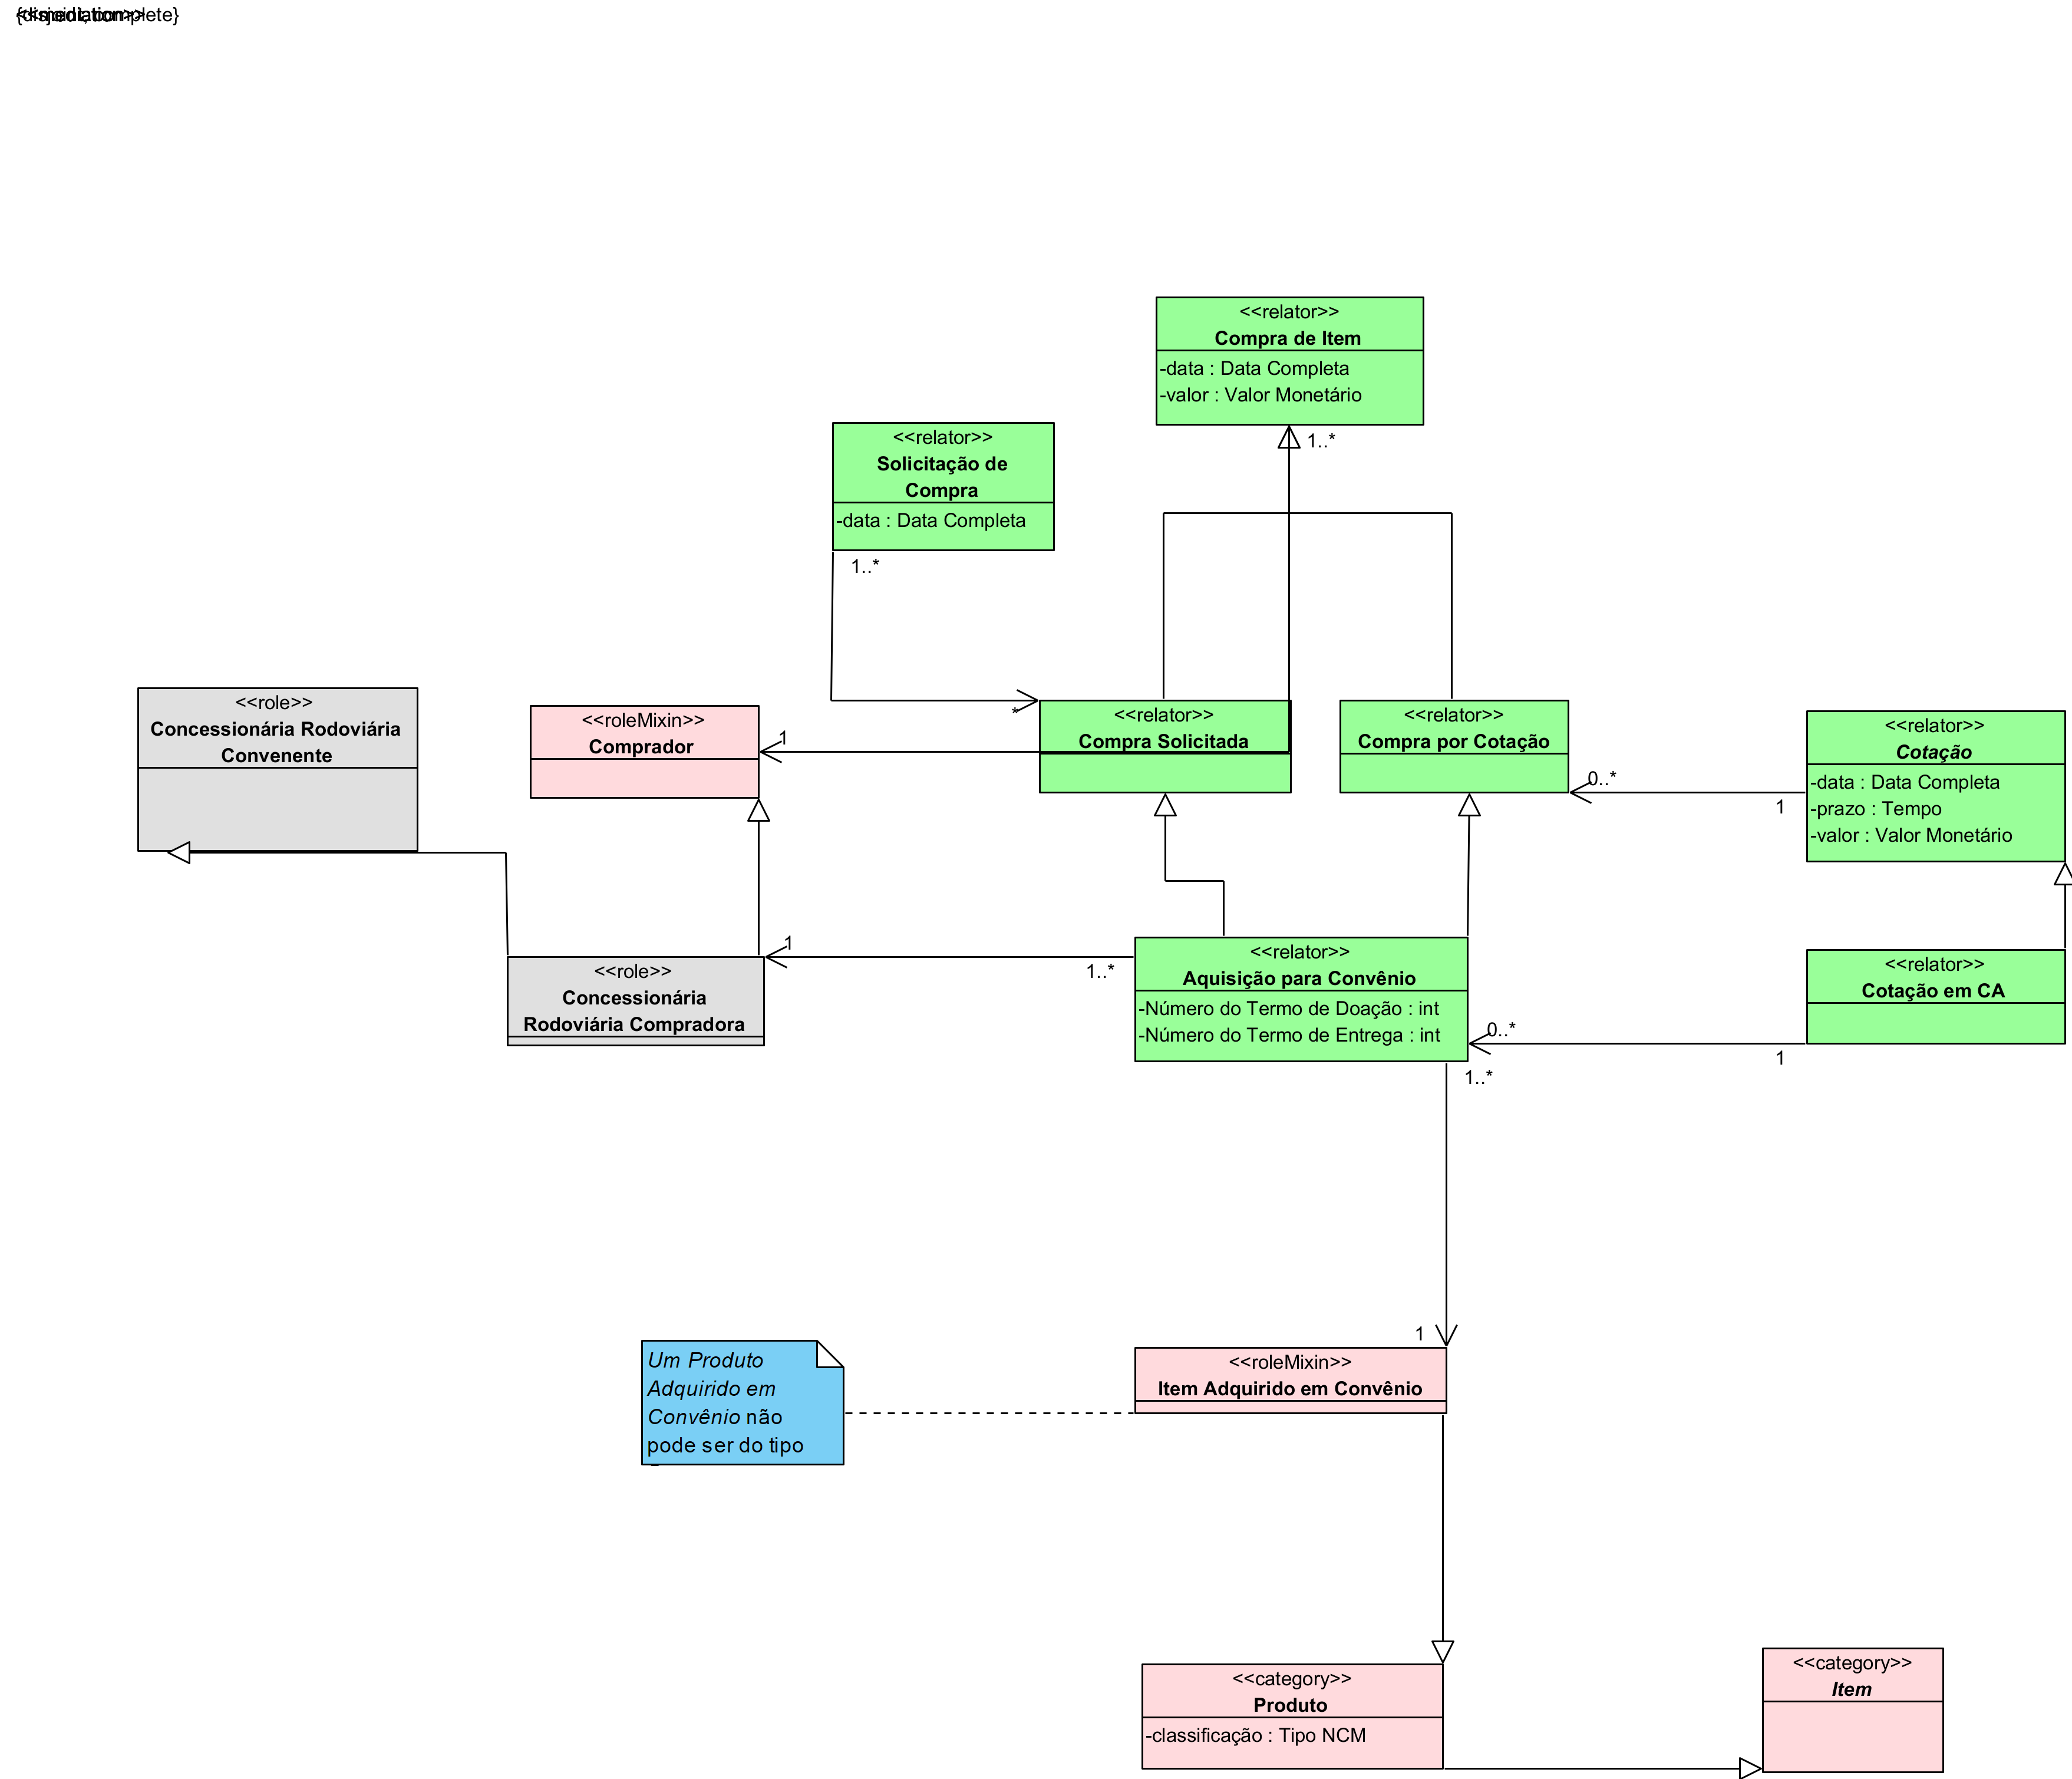 {disjoint, complete}
<<mediation>>
<<relator>>
Compra de Item
-data : Data Completa
-valor : Valor Monetário
1..*
<<relator>>
Solicitação de
Compra
-data : Data Completa
1..*
*
<<role>>
Concessionária Rodoviária
Convenente
<<roleMixin>>
Comprador
1
<<relator>>
Compra Solicitada
<<relator>>
Compra por Cotação
0..*
1
<<relator>>
Cotação
-data : Data Completa
-prazo : Tempo
-valor : Valor Monetário
<<role>>
Concessionária
Rodoviária Compradora
1
1..*
<<relator>>
Aquisição para Convênio
-Número do Termo de Doação : int
-Número do Termo de Entrega : int
0..*
1
1..*
<<relator>>
Cotação em CA
Um Produto
Adquirido em
Convênio não
pode ser do tipo
1
<<roleMixin>>
Item Adquirido em Convênio
<<category>>
Produto
-classificação : Tipo NCM
<<category>>
Item